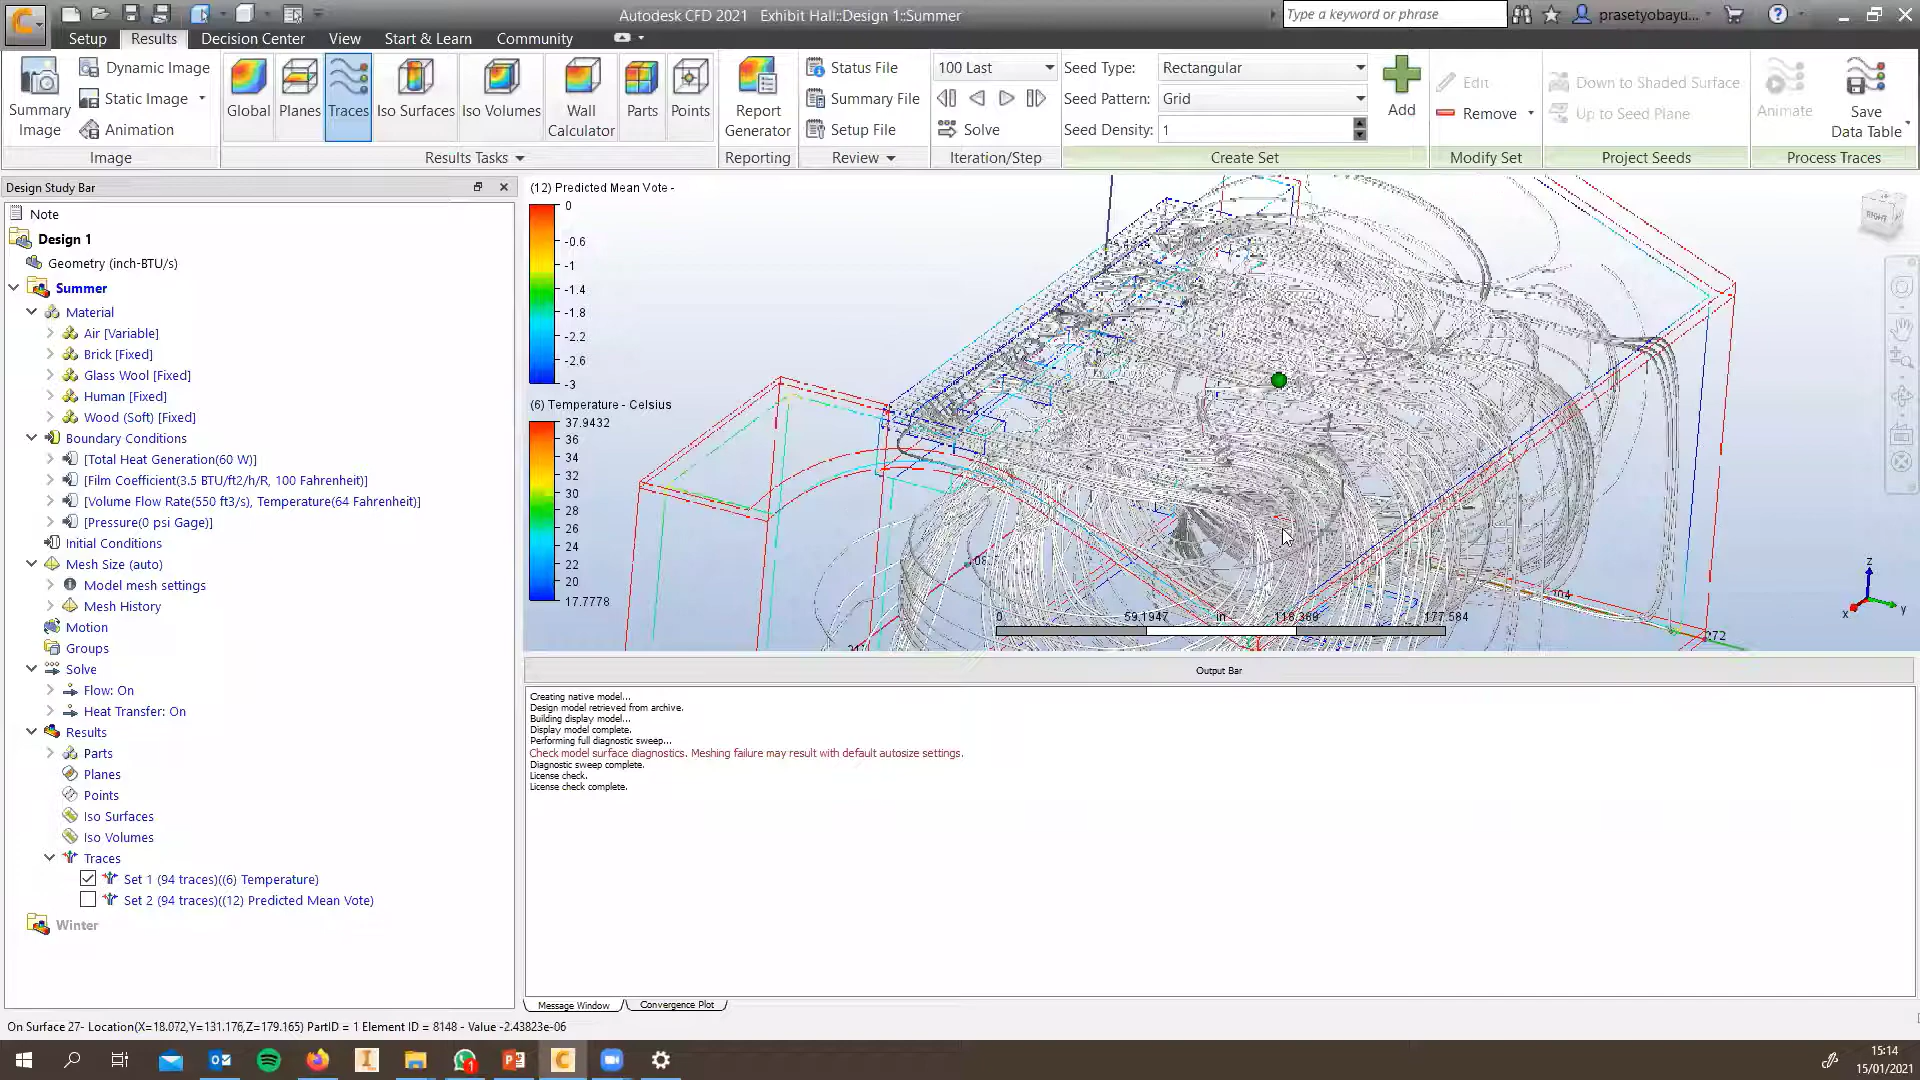 Autodesk CFD 2021 Exhibit Hall::Design 1::Summer
Type a keyword or phrase
prasetyobayu...
Setup Results Decision Center View Start & Learn Community
Summary Image
Dynamic Image
Static Image
Animation
Image
Global Planes Traces Iso Surfaces Iso Volumes Wall Calculator Parts Points
Results Tasks
Report Generator
Reporting
Status File
Summary File
Setup File
Review
100 Last
Solve
Iteration/Step
Seed Type: Rectangular
Seed Pattern: Grid
Seed Density: 1
Add
Create Set
Edit
Remove
Modify Set
Down to Shaded Surface
Up to Seed Plane
Project Seeds
Animate
Save Data Table
Process Traces
Design Study Bar
Note
Design 1
Geometry (inch-BTU/s)
Summer
Material
Air [Variable]
Brick [Fixed]
Glass Wool [Fixed]
Human [Fixed]
Wood (Soft) [Fixed]
Boundary Conditions
[Total Heat Generation(60 W)]
[Film Coefficient(3.5 BTU/ft2/h/R, 100 Fahrenheit)]
[Volume Flow Rate(550 ft3/s), Temperature(64 Fahrenheit)]
[Pressure(0 psi Gage)]
Initial Conditions
Mesh Size (auto)
Model mesh settings
Mesh History
Motion
Groups
Solve
Flow: On
Heat Transfer: On
Results
Parts
Planes
Points
Iso Surfaces
Iso Volumes
Traces
Set 1 (94 traces)((6) Temperature)
Set 2 (94 traces)((12) Predicted Mean Vote)
Winter
(12) Predicted Mean Vote -
0
-0.6
-1
-1.4
-1.8
-2.2
-2.6
-3
(6) Temperature - Celsius
37.9432
36
34
32
30
28
26
24
22
20
17.7778
RIGHT
0 59.1947 in 118.389 177.584
Z
X
Y
Output Bar
Creating native model...
Design model retrieved from archive.
Building display model...
Display model complete.
Performing full diagnostic sweep...
Check model surface diagnostics. Meshing failure may result with default autosize settings.
Diagnostic sweep complete.
License check.
License check complete.
Message Window Convergence Plot
On Surface 27- Location(X=18.072,Y=131.176,Z=179.165) PartID = 1 Element ID = 8148 - Value -2.43823e-06
15:14
15/01/2021